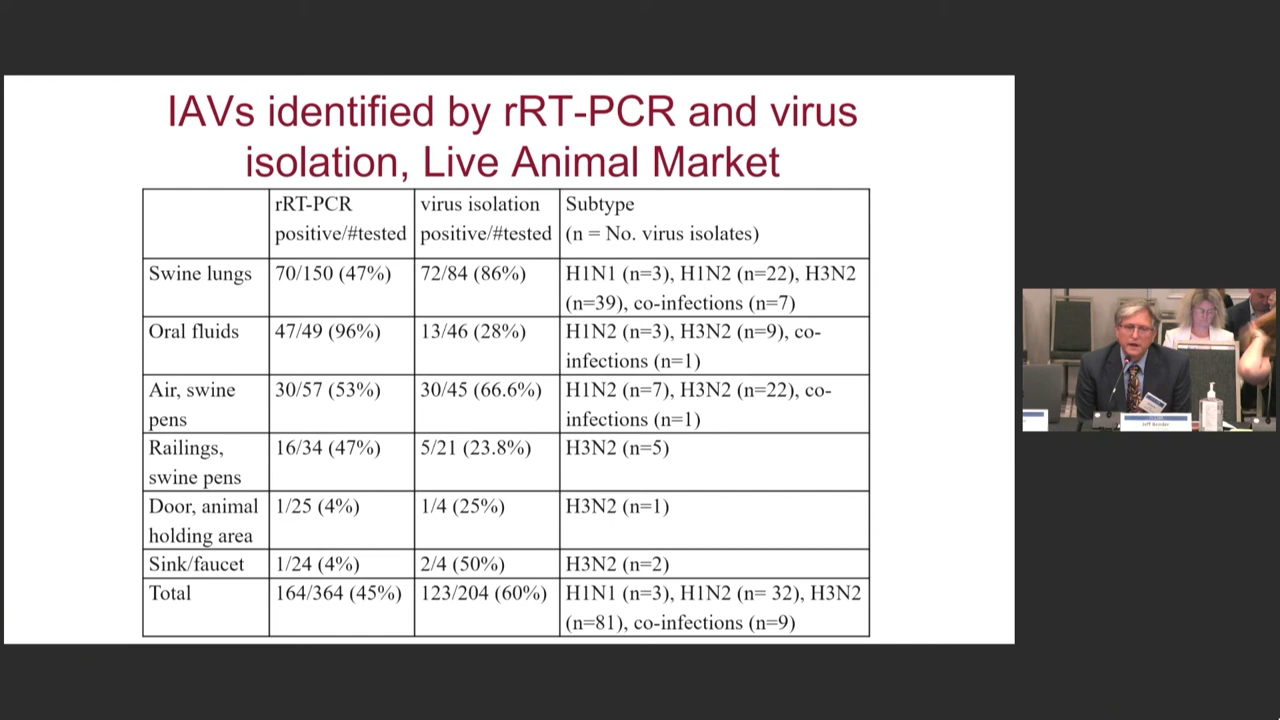 IAVs identified by rRT-PCR and virus
isolation, Live Animal Market
rRT-PCR
positive/#tested
virus isolation
positive/#tested
Subtype
(n = No. virus isolates)
Swine lungs
70/150 (47%)
72/84 (86%)
H1N1 (n=3), H1N2 (n=22), H3N2
(n=39), co-infections (n=7)
Oral fluids
47/49 (96%)
13/46 (28%)
H1N2 (n=3), H3N2 (n=9), co-
infections (n=1)
Air, swine
pens
30/57 (53%)
30/45 (66.6%)
H1N2 (n=7), H3N2 (n=22), co-
infections (n=1)
Railings,
swine pens
16/34 (47%)
5/21 (23.8%)
H3N2 (n=5)
Door, animal
holding area
1/25 (4%)
1/4 (25%)
H3N2 (n=1)
Sink/faucet
1/24 (4%)
2/4 (50%)
H3N2 (n=2)
Total
164/364 (45%)
123/204 (60%)
H1N1 (n=3), H1N2 (n= 32), H3N2
(n=81), co-infections (n=9)
Jeff Bender